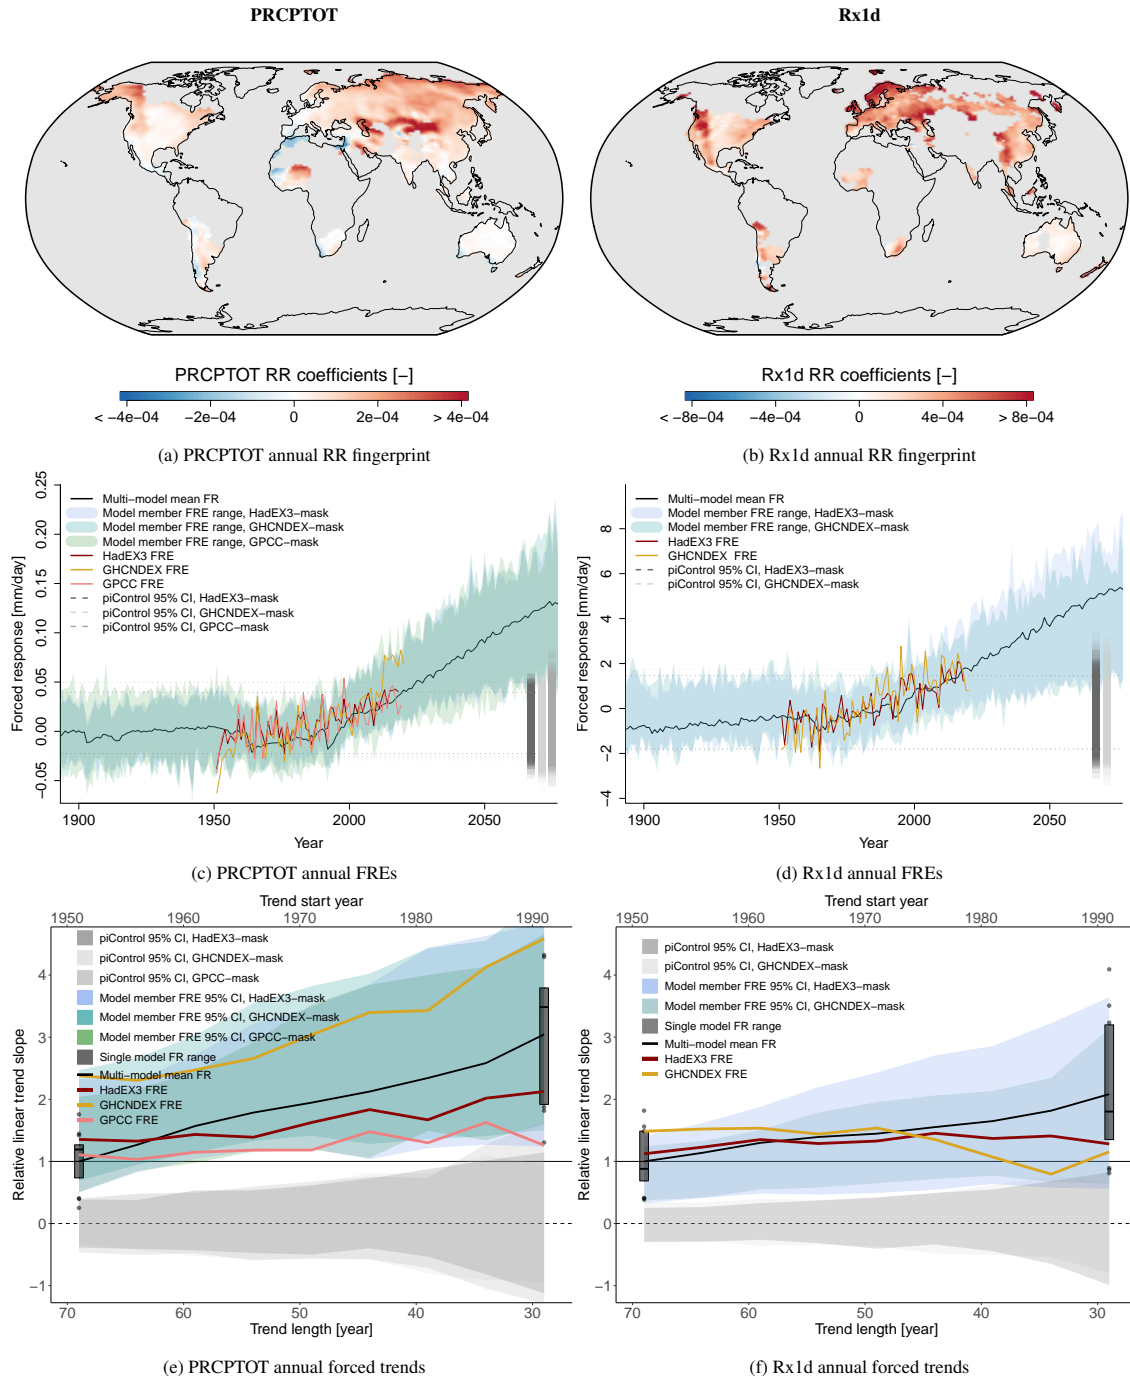 PRCPTOT
Rx1d
PRCPTOT RR coefficients [−]
< −4e−04 −2e−04 0 2e−04 > 4e−04
(a) PRCPTOT annual RR fingerprint
Rx1d RR coefficients [−]
< −8e−04 −4e−04 0 4e−04 > 8e−04
(b) Rx1d annual RR fingerprint
Forced response [mm/day]
0.25
0.20
0.15
0.10
0.05
0.00
−0.05
Multi−model mean FR
Model member FRE range, HadEX3−mask
Model member FRE range, GHCNDEX−mask
Model member FRE range, GPCC−mask
HadEX3 FRE
GHCNDEX FRE
GPCC FRE
piControl 95% CI, HadEX3−mask
piControl 95% CI, GHCNDEX−mask
piControl 95% CI, GPCC−mask
1900 1950 2000 2050
Year
(c) PRCPTOT annual FREs
Forced response [mm/day]
8
6
4
2
0
−2
−4
Multi−model mean FR
Model member FRE range, HadEX3−mask
Model member FRE range, GHCNDEX−mask
HadEX3 FRE
GHCNDEX FRE
piControl 95% CI, HadEX3−mask
piControl 95% CI, GHCNDEX−mask
1900 1950 2000 2050
Year
(d) Rx1d annual FREs
Trend start year
1950 1960 1970 1980 1990
Relative linear trend slope
4
3
2
1
0
−1
piControl 95% CI, HadEX3−mask
piControl 95% CI, GHCNDEX−mask
piControl 95% CI, GPCC−mask
Model member FRE 95% CI, HadEX3−mask
Model member FRE 95% CI, GHCNDEX−mask
Model member FRE 95% CI, GPCC−mask
Single model FR range
Multi−model mean FR
HadEX3 FRE
GHCNDEX FRE
GPCC FRE
70 60 50 40 30
Trend length [year]
(e) PRCPTOT annual forced trends
Trend start year
1950 1960 1970 1980 1990
Relative linear trend slope
4
3
2
1
0
−1
piControl 95% CI, HadEX3−mask
piControl 95% CI, GHCNDEX−mask
Model member FRE 95% CI, HadEX3−mask
Model member FRE 95% CI, GHCNDEX−mask
Single model FR range
Multi−model mean FR
HadEX3 FRE
GHCNDEX FRE
70 60 50 40 30
Trend length [year]
(f) Rx1d annual forced trends